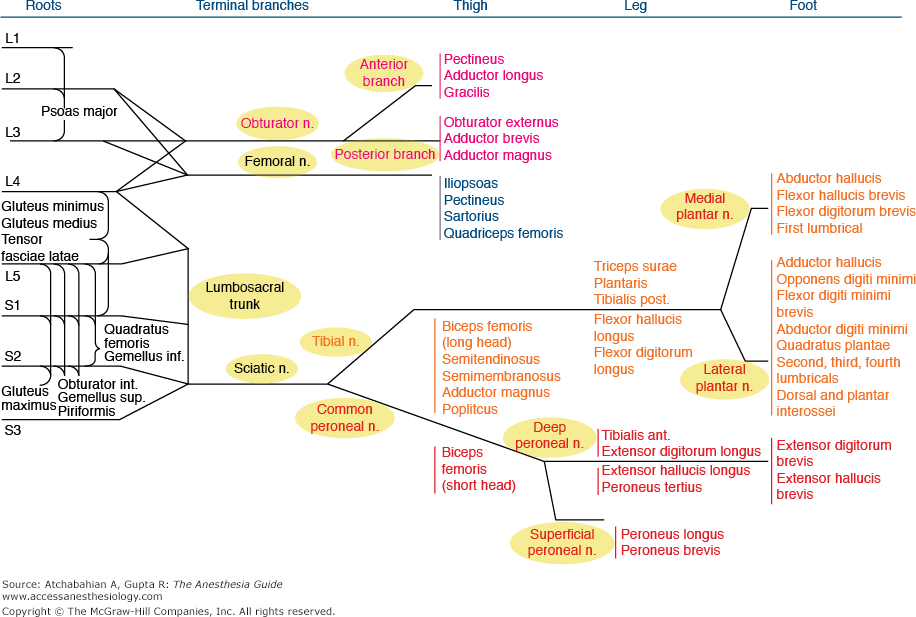 Roots
Terminal branches
Thigh
Leg
Foot
L1
L2
Psoas major
L3
L4
Gluteus minimus
Gluteus medius
Tensor
fasciae latae
L5
S1
Quadratus
femoris
Gemellus inf.
S2
Gluteus
maximus
Obturator int.
Gemellus sup.
Piriformis
S3
Obturator n.
Femoral n.
Lumbosacral
trunk
Sciatic n.
Tibial n.
Common
peroneal n.
Anterior
branch
Posterior branch
Pectineus
Adductor longus
Gracilis
Obturator externus
Adductor brevis
Adductor magnus
Iliopsoas
Pectineus
Sartorius
Quadriceps femoris
Biceps femoris
(long head)
Semitendinosus
Semimembranosus
Adductor magnus
Poplitcus
Biceps
femoris
(short head)
Deep
peroneal n.
Superficial
peroneal n.
Triceps surae
Plantaris
Tibialis post.
Flexor hallucis
longus
Flexor digitorum
longus
Tibialis ant.
Extensor digitorum longus
Extensor hallucis longus
Peroneus tertius
Peroneus longus
Peroneus brevis
Medial
plantar n.
Lateral
plantar n.
Abductor hallucis
Flexor hallucis brevis
Flexor digitorum brevis
First lumbrical
Adductor hallucis
Opponens digiti minimi
Flexor digiti minimi
brevis
Abductor digiti minimi
Quadratus plantae
Second, third, fourth
lumbricals
Dorsal and plantar
interossei
Extensor digitorum
brevis
Extensor hallucis
brevis
Source: Atchabahian A, Gupta R: The Anesthesia Guide
www.accessanesthesiology.com
Copyright © The McGraw-Hill Companies, Inc. All rights reserved.